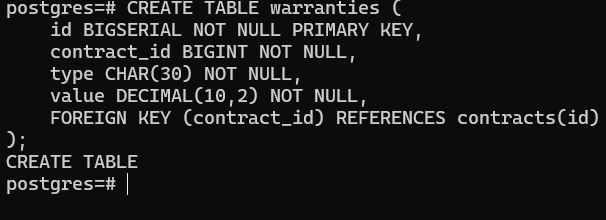 postgres=# CREATE TABLE warranties (
    id BIGSERIAL NOT NULL PRIMARY KEY,
    contract_id BIGINT NOT NULL,
    type CHAR(30) NOT NULL,
    value DECIMAL(10,2) NOT NULL,
    FOREIGN KEY (contract_id) REFERENCES contracts(id)
);
CREATE TABLE
postgres=#